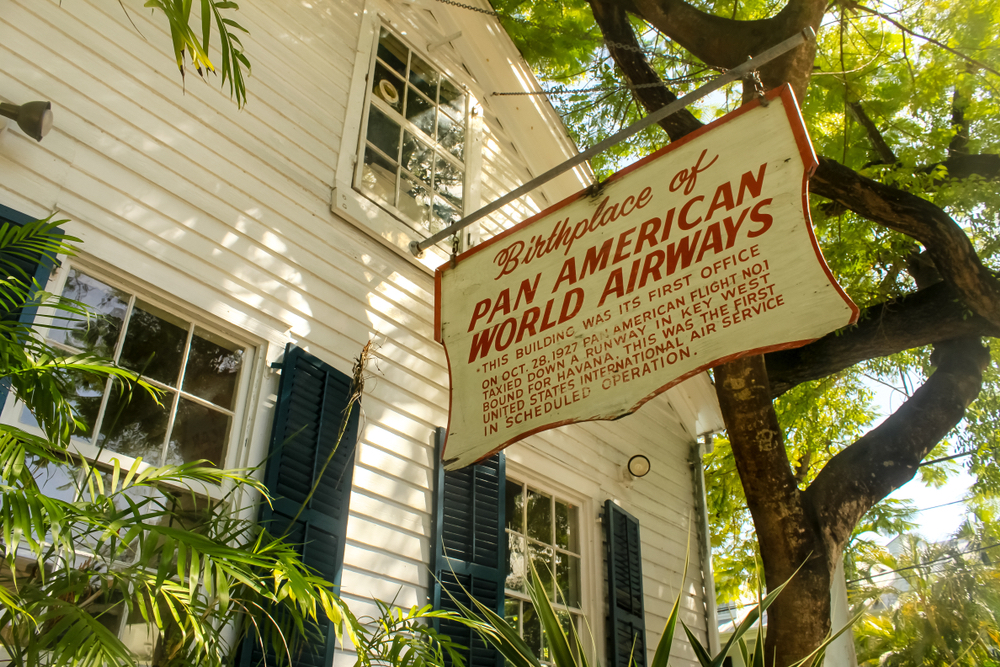 Birthplace of
PAN AMERICAN
WORLD AIRWAYS
•THIS BUILDING WAS ITS FIRST OFFICE
ON OCT. 28, 1927 PAN AMERICAN FLIGHT NO.1
TAXIED DOWN A RUNWAY IN KEY WEST
BOUND FOR HAVANA, THIS WAS THE FIRST
UNITED STATES INTERNATIONAL AIR SERVICE
IN SCHEDULED OPERATION.